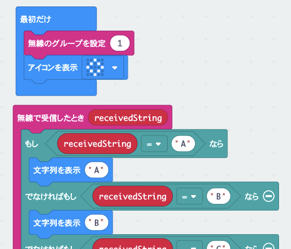 最初だけ
無線のグループを設定 1
アイコンを表示
無線で受信したとき receivedString
もし receivedString = ▼ "A" なら
文字列を表示 "A"
でなければもし receivedString = ▼ "B" なら
文字列を表示 "B"